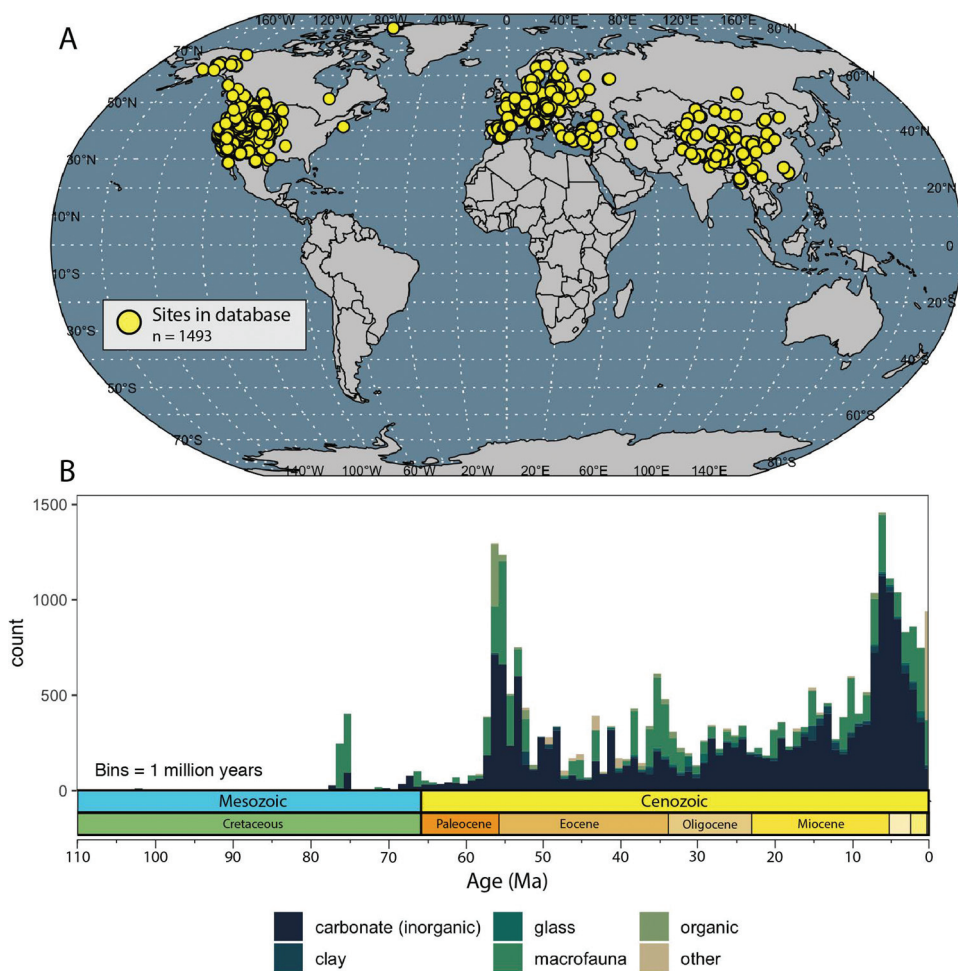 A
160°W 120°W 80°W 40°W 0 40°E 80°E 120°E 160°E
80°N
70°N
60°N
50°N
40°N
30°N
20°N
10°N 10°N
0
10°S 10°S
20°S
30°S
40°S
50°S
60°S
70°S
80°S
140°W 100°W 60°W 20°W 20°E 60°E 100°E 140°E
Sites in database
n = 1493
B
1500
1000
500
0
count
Bins = 1 million years
Mesozoic Cenozoic
Cretaceous Paleocene Eocene Oligocene Miocene
110 100 90 80 70 60 50 40 30 20 10 0
Age (Ma)
carbonate (inorganic) glass organic
clay macrofauna other